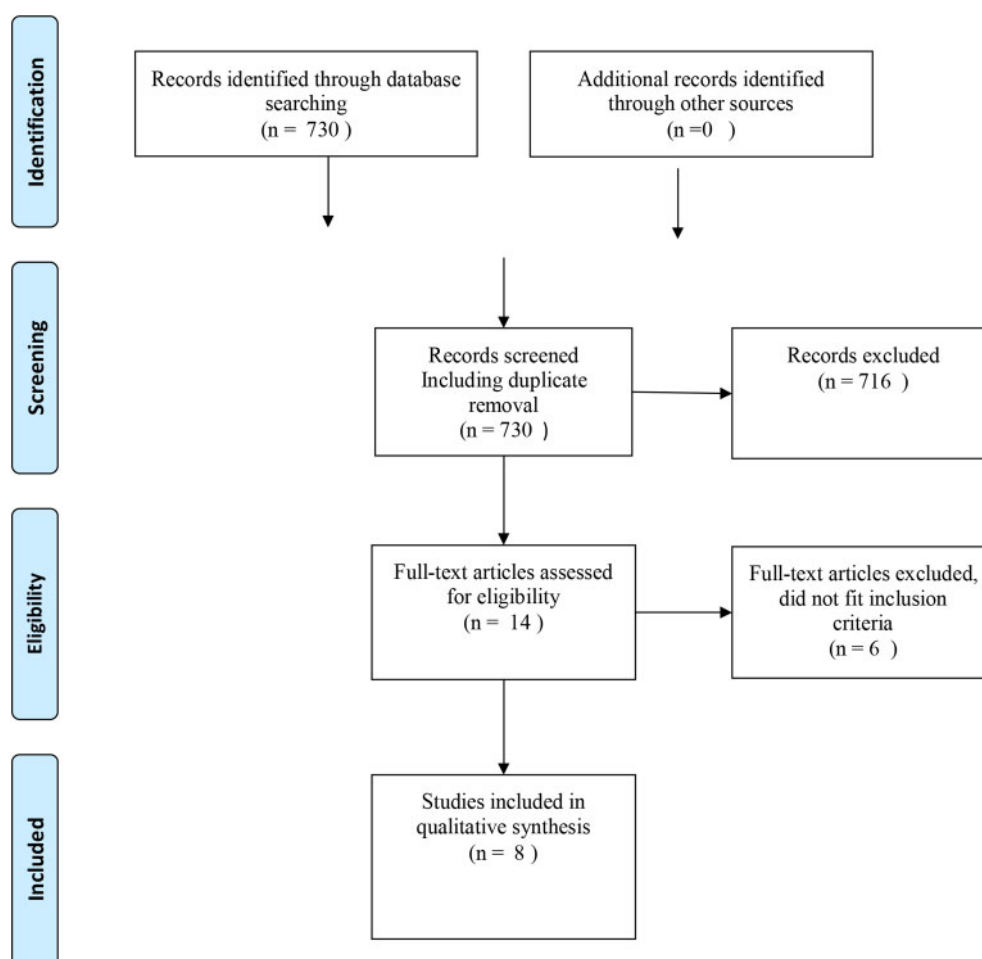 Identification
Records identified through database
searching
(n = 730 )
Additional records identified
through other sources
(n =0 )
Screening
Records screened
Including duplicate
removal
(n = 730 )
Records excluded
(n = 716 )
Eligibility
Full-text articles assessed
for eligibility
(n = 14 )
Full-text articles excluded,
did not fit inclusion
criteria
(n = 6 )
Included
Studies included in
qualitative synthesis
(n = 8 )